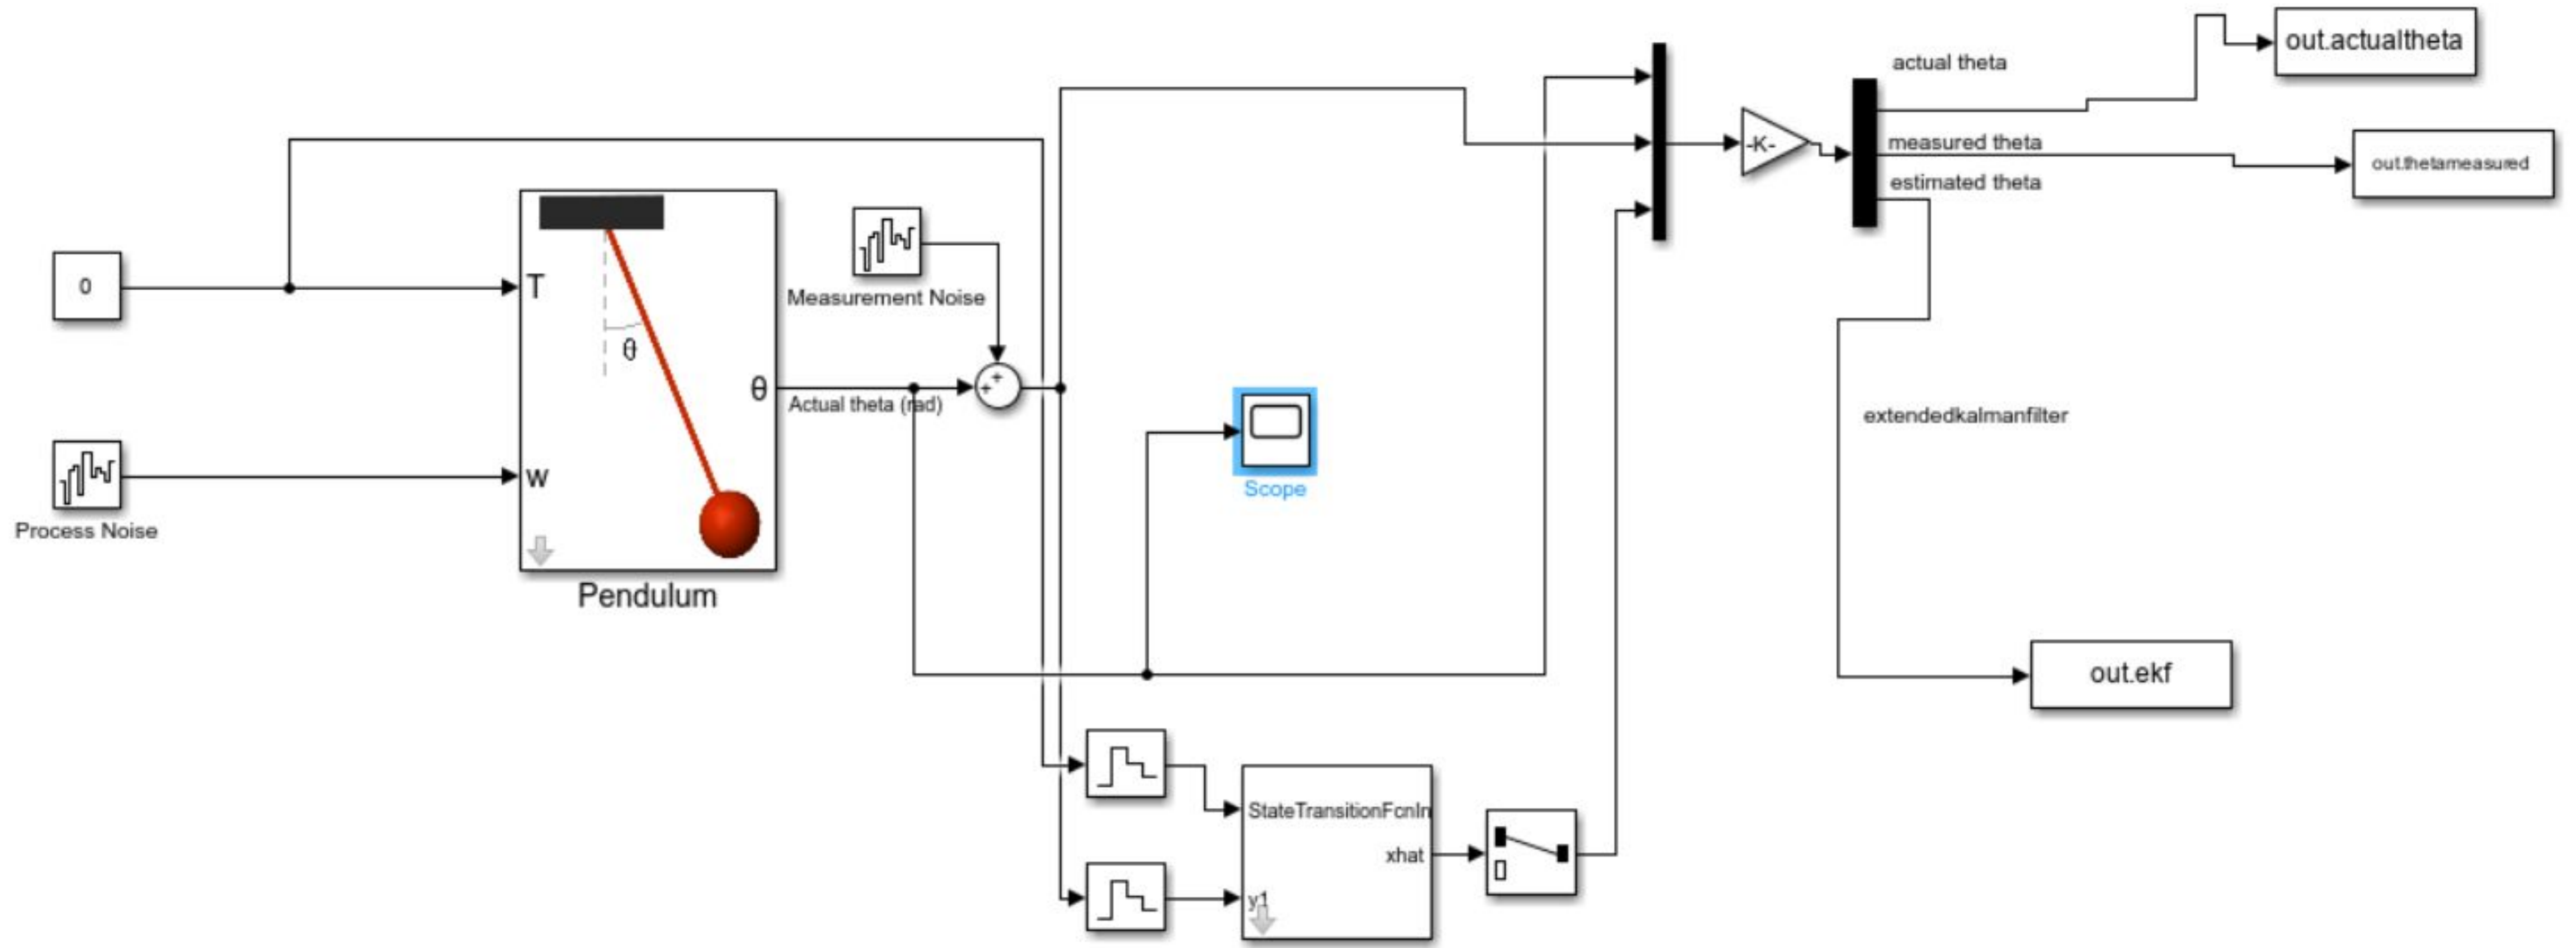 out.actualtheta
actual theta
measured theta
out.thetameasured
estimated theta
-K-
0
T
θ
Measurement Noise
θ
Actual theta (rad)
w
Process Noise
Pendulum
Scope
extendedkalmanfilter
out.ekf
StateTransitionFcnIn
xhat
y1